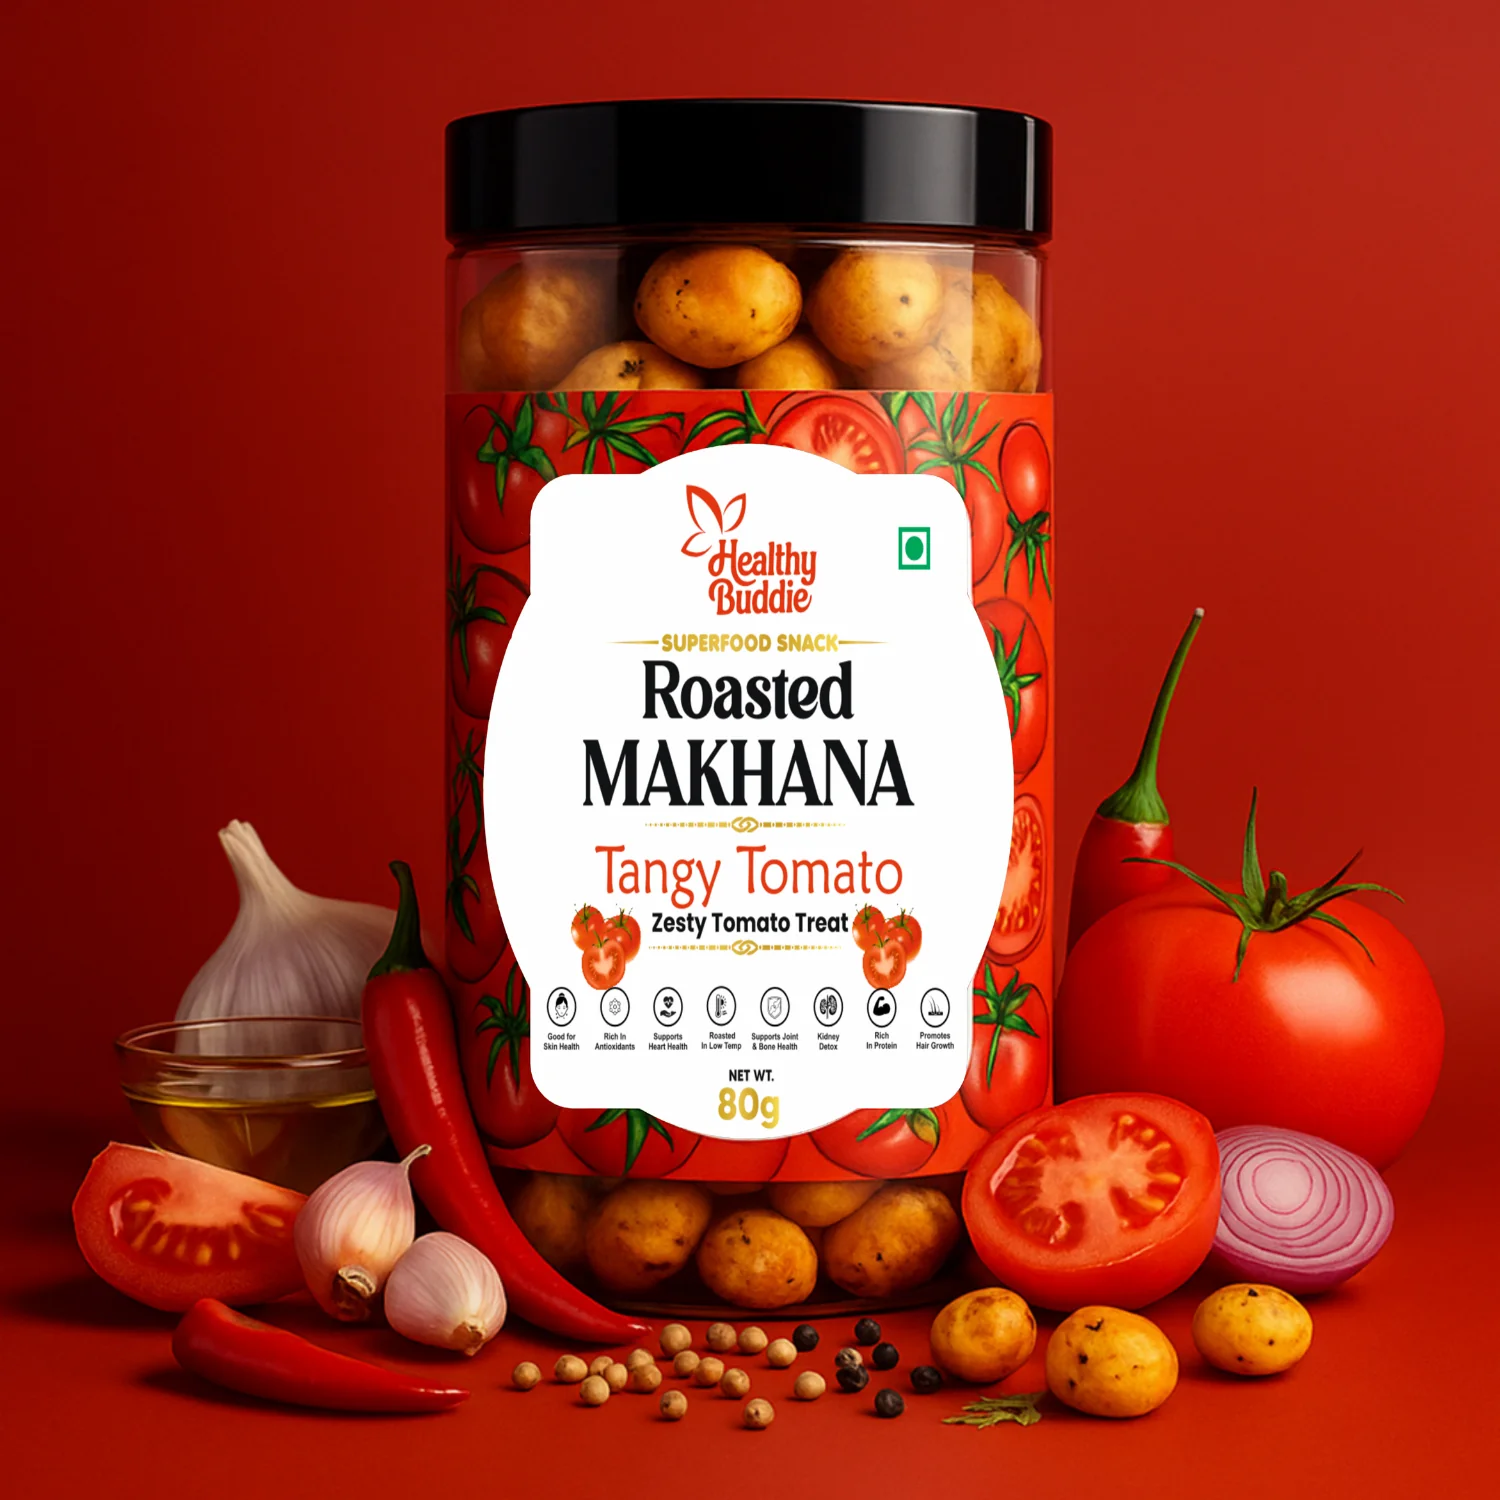 Healthy
Buddie
SUPERFOOD SNACK
Roasted
MAKHANA
Tangy Tomato
Zesty Tomato Treat
Good for
Skin Health
Rich In
Antioxidants
Supports
Heart Health
Roasted
In Low Temp
Supports Joint
& Bone Health
Kidney
Detox
Rich
In Protein
Promotes
Hair Growth
NET WT.
80g